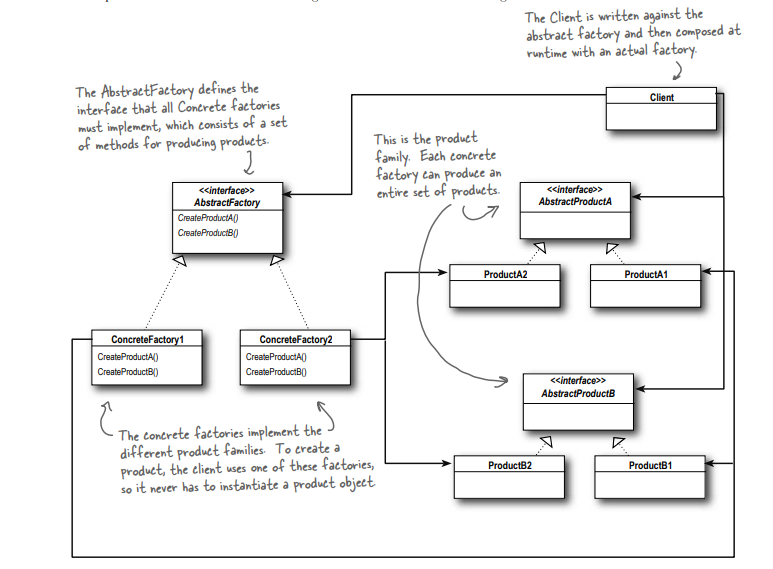 The Client is written against the
abstract factory and then composed at
runtime with an actual factory.
The AbstractFactory defines the
interface that all Concrete factories
must implement, which consists of a set
of methods for producing products.
Client
This is the product
family. Each concrete
factory can produce an
entire set of products.
<<interface>>
AbstractFactory
CreateProductA()
CreateProductB()
<<interface>>
AbstractProductA
ProductA2
ProductA1
ConcreteFactory1
CreateProductA()
CreateProductB()
ConcreteFactory2
CreateProductA()
CreateProductB()
<<interface>>
AbstractProductB
The concrete factories implement the
different product families. To create a
product, the client uses one of these factories,
so it never has to instantiate a product object.
ProductB2
ProductB1